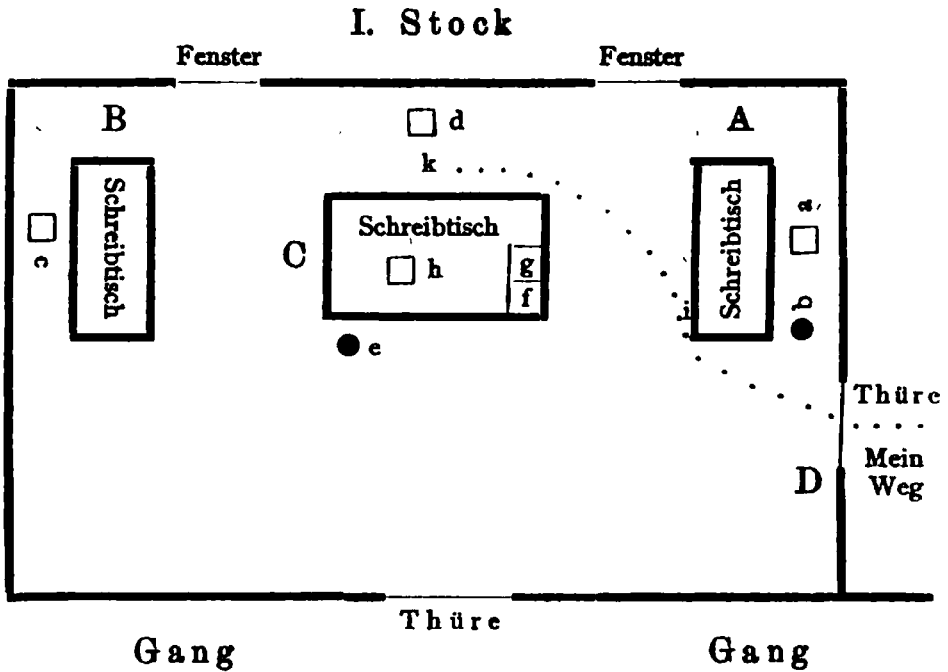 I. Stock
Fenster
Fenster
B
d
A
k
Schreibtisch
Schreibtisch
Schreibtisch
a
c
C
h
g
f
i
b
e
Thüre
Mein
Weg
D
Thüre
Gang
Gang